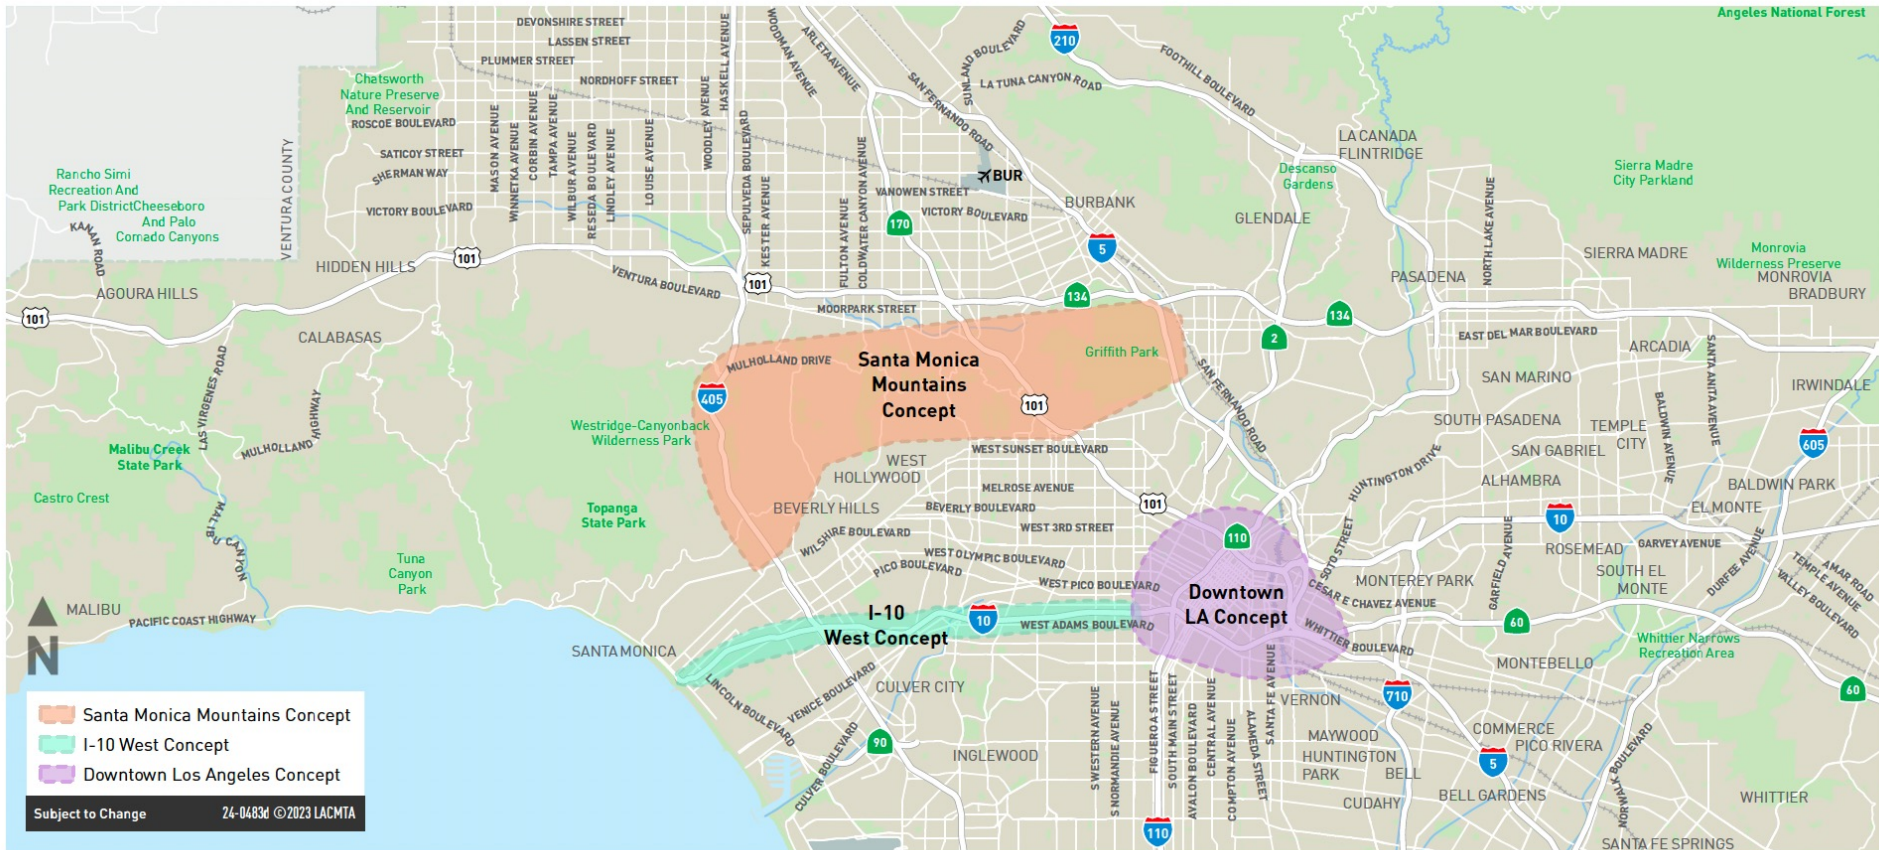 Angeles National Forest
DEVONSHIRE STREET
LASSEN STREET
PLUMMER STREET
NORDHOFF STREET
Chatsworth
Nature Preserve
And Reservoir
ROSCOE BOULEVARD
SATICOY STREET
SHERMAN WAY
VICTORY BOULEVARD
MASON AVENUE
WINNETKA AVENUE
CORBIN AVENUE
TAMPA AVENUE
WILBUR AVENUE
RESEDA BOULEVARD
LINDLEY AVENUE
LOUISE AVENUE
WOODLEY AVENUE
HASKELL AVENUE
SEPULVEDA BOULEVARD
KESTER AVENUE
WOODMAN AVENUE
ARLETA AVENUE
FULTON AVENUE
COLDWATER CANYON AVENUE
SAN FERNANDO ROAD
SUNLAND BOULEVARD
LA TUNA CANYON ROAD
FOOTHILL BOULEVARD
210
LA CANADA
FLINTRIDGE
Descanso
Gardens
Sierra Madre
City Parkland
BUR
VANOWEN STREET
VICTORY BOULEVARD
BURBANK
GLENDALE
170
5
Rancho Simi
Recreation And
Park District
Cheeseboro
And Palo
Comado Canyons
KANAN ROAD
VENTURA COUNTY
HIDDEN HILLS
101
AGOURA HILLS
101
CALABASAS
VENTURA BOULEVARD
101
MOORPARK STREET
134
134
2
PASADENA
NORTH LAKE AVENUE
SIERRA MADRE
Monrovia
Wilderness Preserve
MONROVIA
BRADBURY
EAST DEL MAR BOULEVARD
ARCADIA
SANTA ANITA AVENUE
IRWINDALE
SAN MARINO
BALDWIN AVENUE
SOUTH PASADENA
TEMPLE
CITY
SAN GABRIEL
605
ALHAMBRA
BALDWIN PARK
EL MONTE
HUNTINGTON DRIVE
LAS VIRGENES ROAD
MULHOLLAND
HIGHWAY
Malibu Creek
State Park
Castro Crest
MALIBU
CANYON
Westridge-Canyonback
Wilderness Park
Topanga
State Park
Tuna
Canyon
Park
MULHOLLAND DRIVE
405
Santa Monica
Mountains
Concept
Griffith Park
101
SAN FERNANDO ROAD
WEST SUNSET BOULEVARD
WEST
HOLLYWOOD
MELROSE AVENUE
BEVERLY HILLS
BEVERLY BOULEVARD
WEST 3RD STREET
101
WILSHIRE BOULEVARD
WEST OLYMPIC BOULEVARD
PICO BOULEVARD
WEST PICO BOULEVARD
110
Downtown
LA Concept
SOTO STREET
CESAR E CHAVEZ AVENUE
MONTEREY PARK
GARFIELD AVENUE
10
ROSEMEAD
GARVEY AVENUE
SOUTH EL
MONTE
DURFEE AVENUE
AMAR ROAD
TEMPLE AVENUE
VALLEY BOULEVARD
MALIBU
PACIFIC COAST HIGHWAY
N
SANTA MONICA
I-10
West Concept
10
WEST ADAMS BOULEVARD
WHITTIER BOULEVARD
60
Whittier Narrows
Recreation Area
MONTEBELLO
60
LINCOLN BOULEVARD
VENICE BOULEVARD
CULVER CITY
CULVER BOULEVARD
90
INGLEWOOD
S WESTERN AVENUE
S NORMANDIE AVENUE
FIGUEROA STREET
SOUTH MAIN STREET
AVALON BOULEVARD
CENTRAL AVENUE
COMPTON AVENUE
ALAMEDA STREET
SANTA FE AVENUE
110
VERNON
710
MAYWOOD
HUNTINGTON
PARK
BELL
CUDAHY
COMMERCE
PICO RIVERA
5
BELL GARDENS
NORWALK BOULEVARD
WHITTIER
SANTA FE SPRINGS
Santa Monica Mountains Concept
I-10 West Concept
Downtown Los Angeles Concept
Subject to Change
24-0483d ©2023 LACMTA